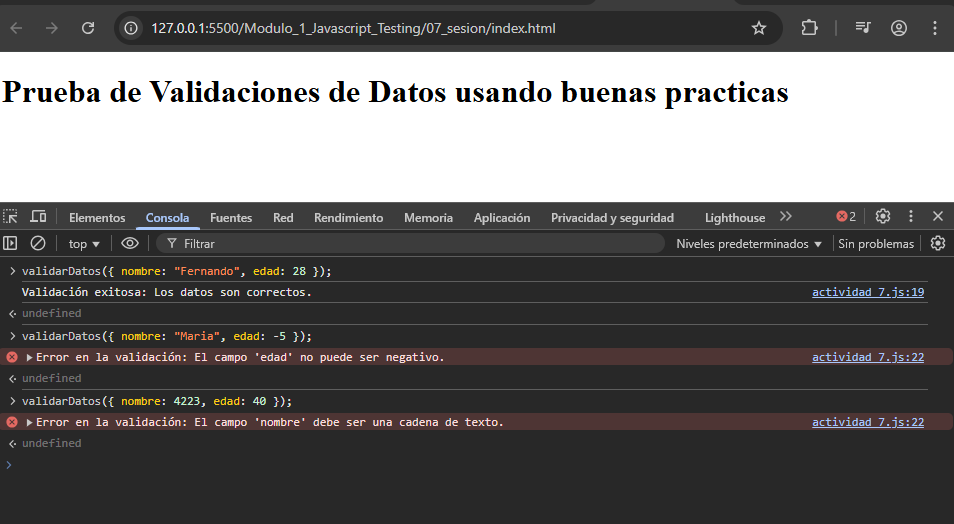 127.0.0.1:5500/Modulo_1_Javascript_Testing/07_sesion/index.html
Prueba de Validaciones de Datos usando buenas practicas
Elementos Consola Fuentes Red Rendimiento Memoria Aplicación Privacidad y seguridad Lighthouse 2
top Filtrar Niveles predeterminados Sin problemas
validarDatos({ nombre: "Fernando", edad: 28 });
Validación exitosa: Los datos son correctos. actividad 7.js:19
undefined
validarDatos({ nombre: "Maria", edad: -5 });
Error en la validación: El campo 'edad' no puede ser negativo. actividad 7.js:22
undefined
validarDatos({ nombre: 4223, edad: 40 });
Error en la validación: El campo 'nombre' debe ser una cadena de texto. actividad 7.js:22
undefined